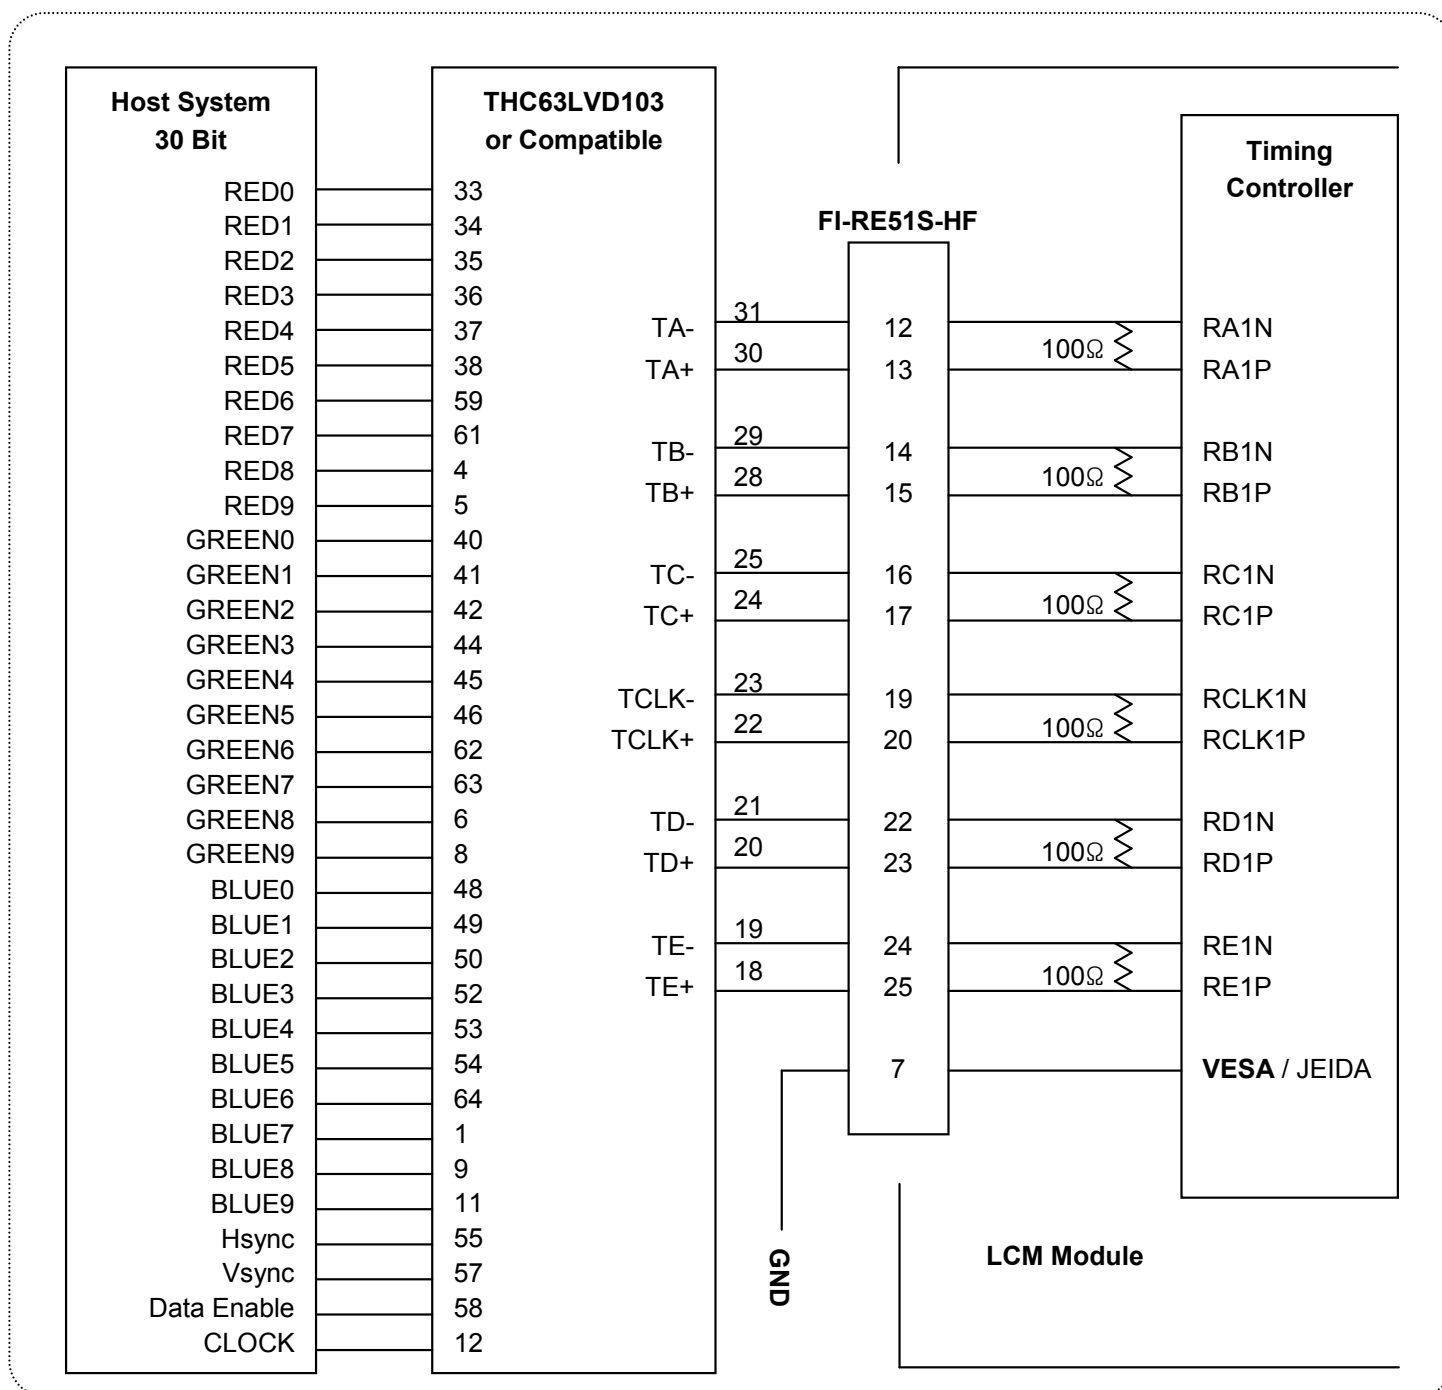 Host System
30 Bit
RED0
RED1
RED2
RED3
RED4
RED5
RED6
RED7
RED8
RED9
GREEN0
GREEN1
GREEN2
GREEN3
GREEN4
GREEN5
GREEN6
GREEN7
GREEN8
GREEN9
BLUE0
BLUE1
BLUE2
BLUE3
BLUE4
BLUE5
BLUE6
BLUE7
BLUE8
BLUE9
Hsync
Vsync
Data Enable
CLOCK
THC63LVD103
or Compatible
33
34
35
36
37
38
59
61
4
5
40
41
42
44
45
46
62
63
6
8
48
49
50
52
53
54
64
1
9
11
55
57
58
12
TA-
TA+
TB-
TB+
TC-
TC+
TCLK-
TCLK+
TD-
TD+
TE-
TE+
31
30
29
28
25
24
23
22
21
20
19
18
GND
FI-RE51S-HF
12
13
14
15
16
17
19
20
22
23
24
25
7
100Ω
100Ω
100Ω
100Ω
100Ω
100Ω
Timing
Controller
RA1N
RA1P
RB1N
RB1P
RC1N
RC1P
RCLK1N
RCLK1P
RD1N
RD1P
RE1N
RE1P
VESA / JEIDA
LCM Module